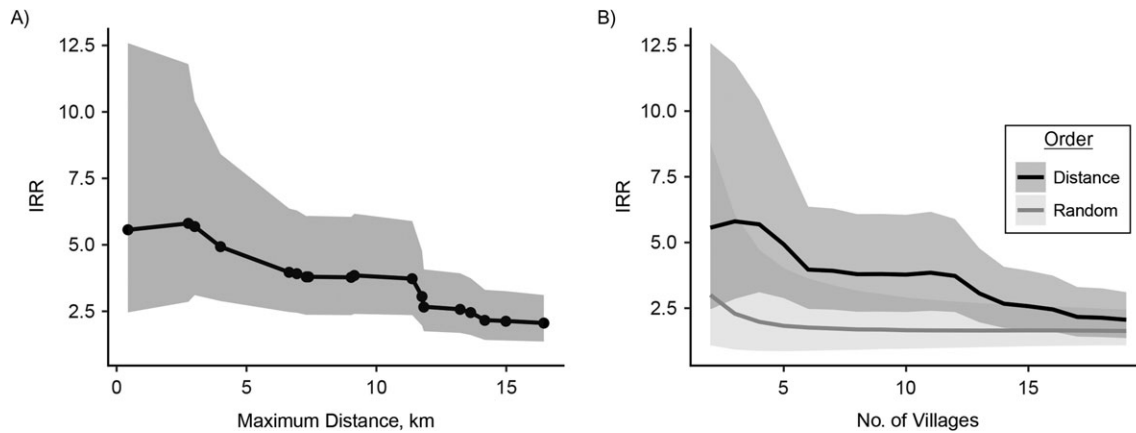 A)
12.5
10.0
7.5
5.0
2.5
IRR
0
5
10
15
Maximum Distance, km
B)
12.5
10.0
7.5
5.0
2.5
IRR
5
10
15
No. of Villages
Order
Distance
Random